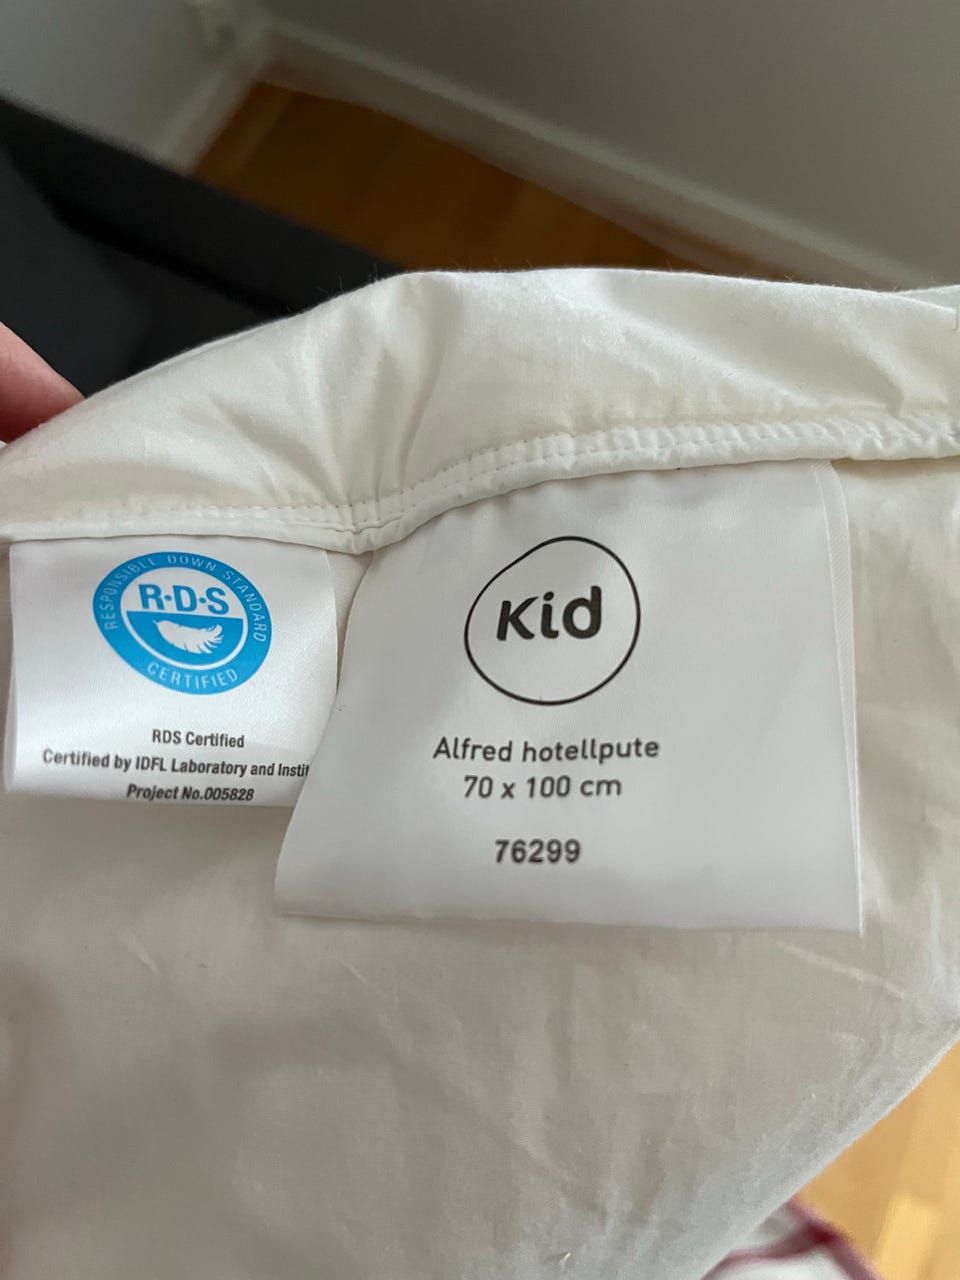 RESPONSIBLE DOWN STANDARD
R·D·S
CERTIFIED
RDS Certified
Certified by IDFL Laboratory and
Project No.005828
Kid
Alfred hotellpute
70 x 100 cm
76299